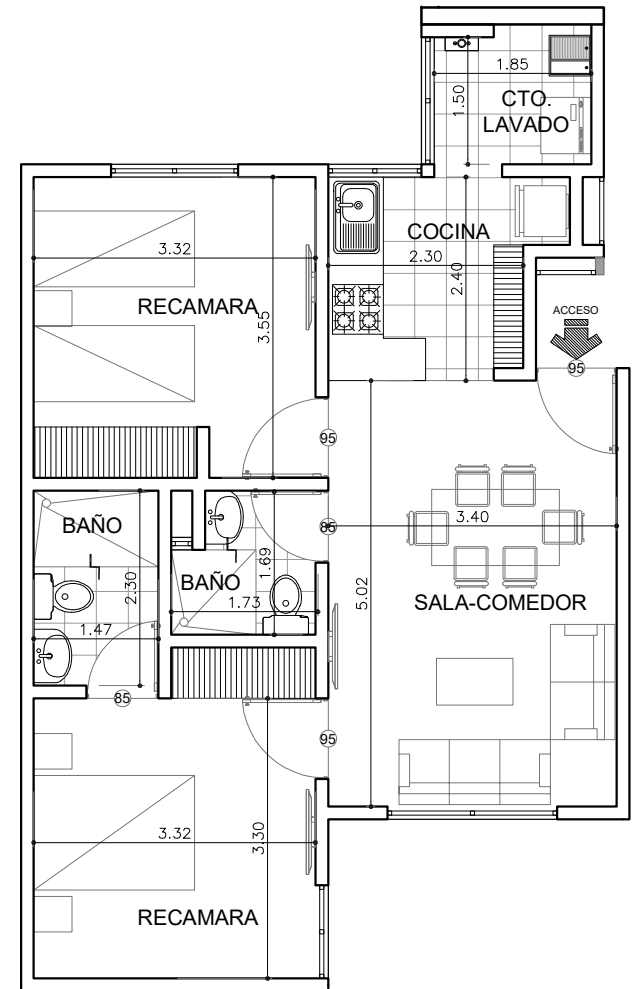 1.85
1.50
CTO.
LAVADO
COCINA
2.30
2.40
3.32
RECAMARA
3.55
ACCESO
95
95
BAÑO
2.30
1.47
85
BAÑO
1.69
1.73
85
3.40
5.02
SALA-COMEDOR
95
3.32
3.30
RECAMARA